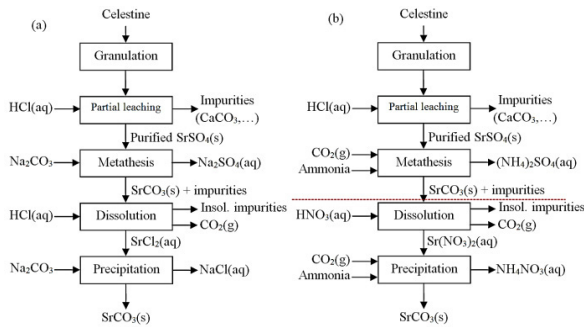 (a)
Celestine
Granulation
HCl(aq)
Partial leaching
Impurities
(CaCO3,…)
Purified SrSO4(s)
Na2CO3
Metathesis
Na2SO4(aq)
SrCO3(s) + impurities
HCl(aq)
Dissolution
Insol. impurities
CO2(g)
SrCl2(aq)
Na2CO3
Precipitation
NaCl(aq)
SrCO3(s)
(b)
Celestine
Granulation
HCl(aq)
Partial leaching
Impurities
(CaCO3,…)
Purified SrSO4(s)
CO2(g)
Ammonia
Metathesis
(NH4)2SO4(aq)
SrCO3(s) + impurities
HNO3(aq)
Dissolution
Insol. impurities
CO2(g)
Sr(NO3)2(aq)
CO2(g)
Ammonia
Precipitation
NH4NO3(aq)
SrCO3(s)